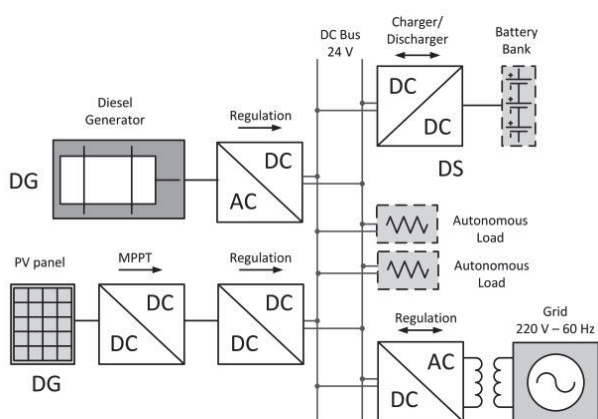 Charger/
Discharger
Battery
Bank
DC Bus
24 V
DC
DC
DS
Diesel
Generator
Regulation
DG
DC
AC
Autonomous
Load
Autonomous
Load
PV panel
MPPT
Regulation
DC
DC
DC
DC
DG
Regulation
AC
DC
Grid
220 V – 60 Hz